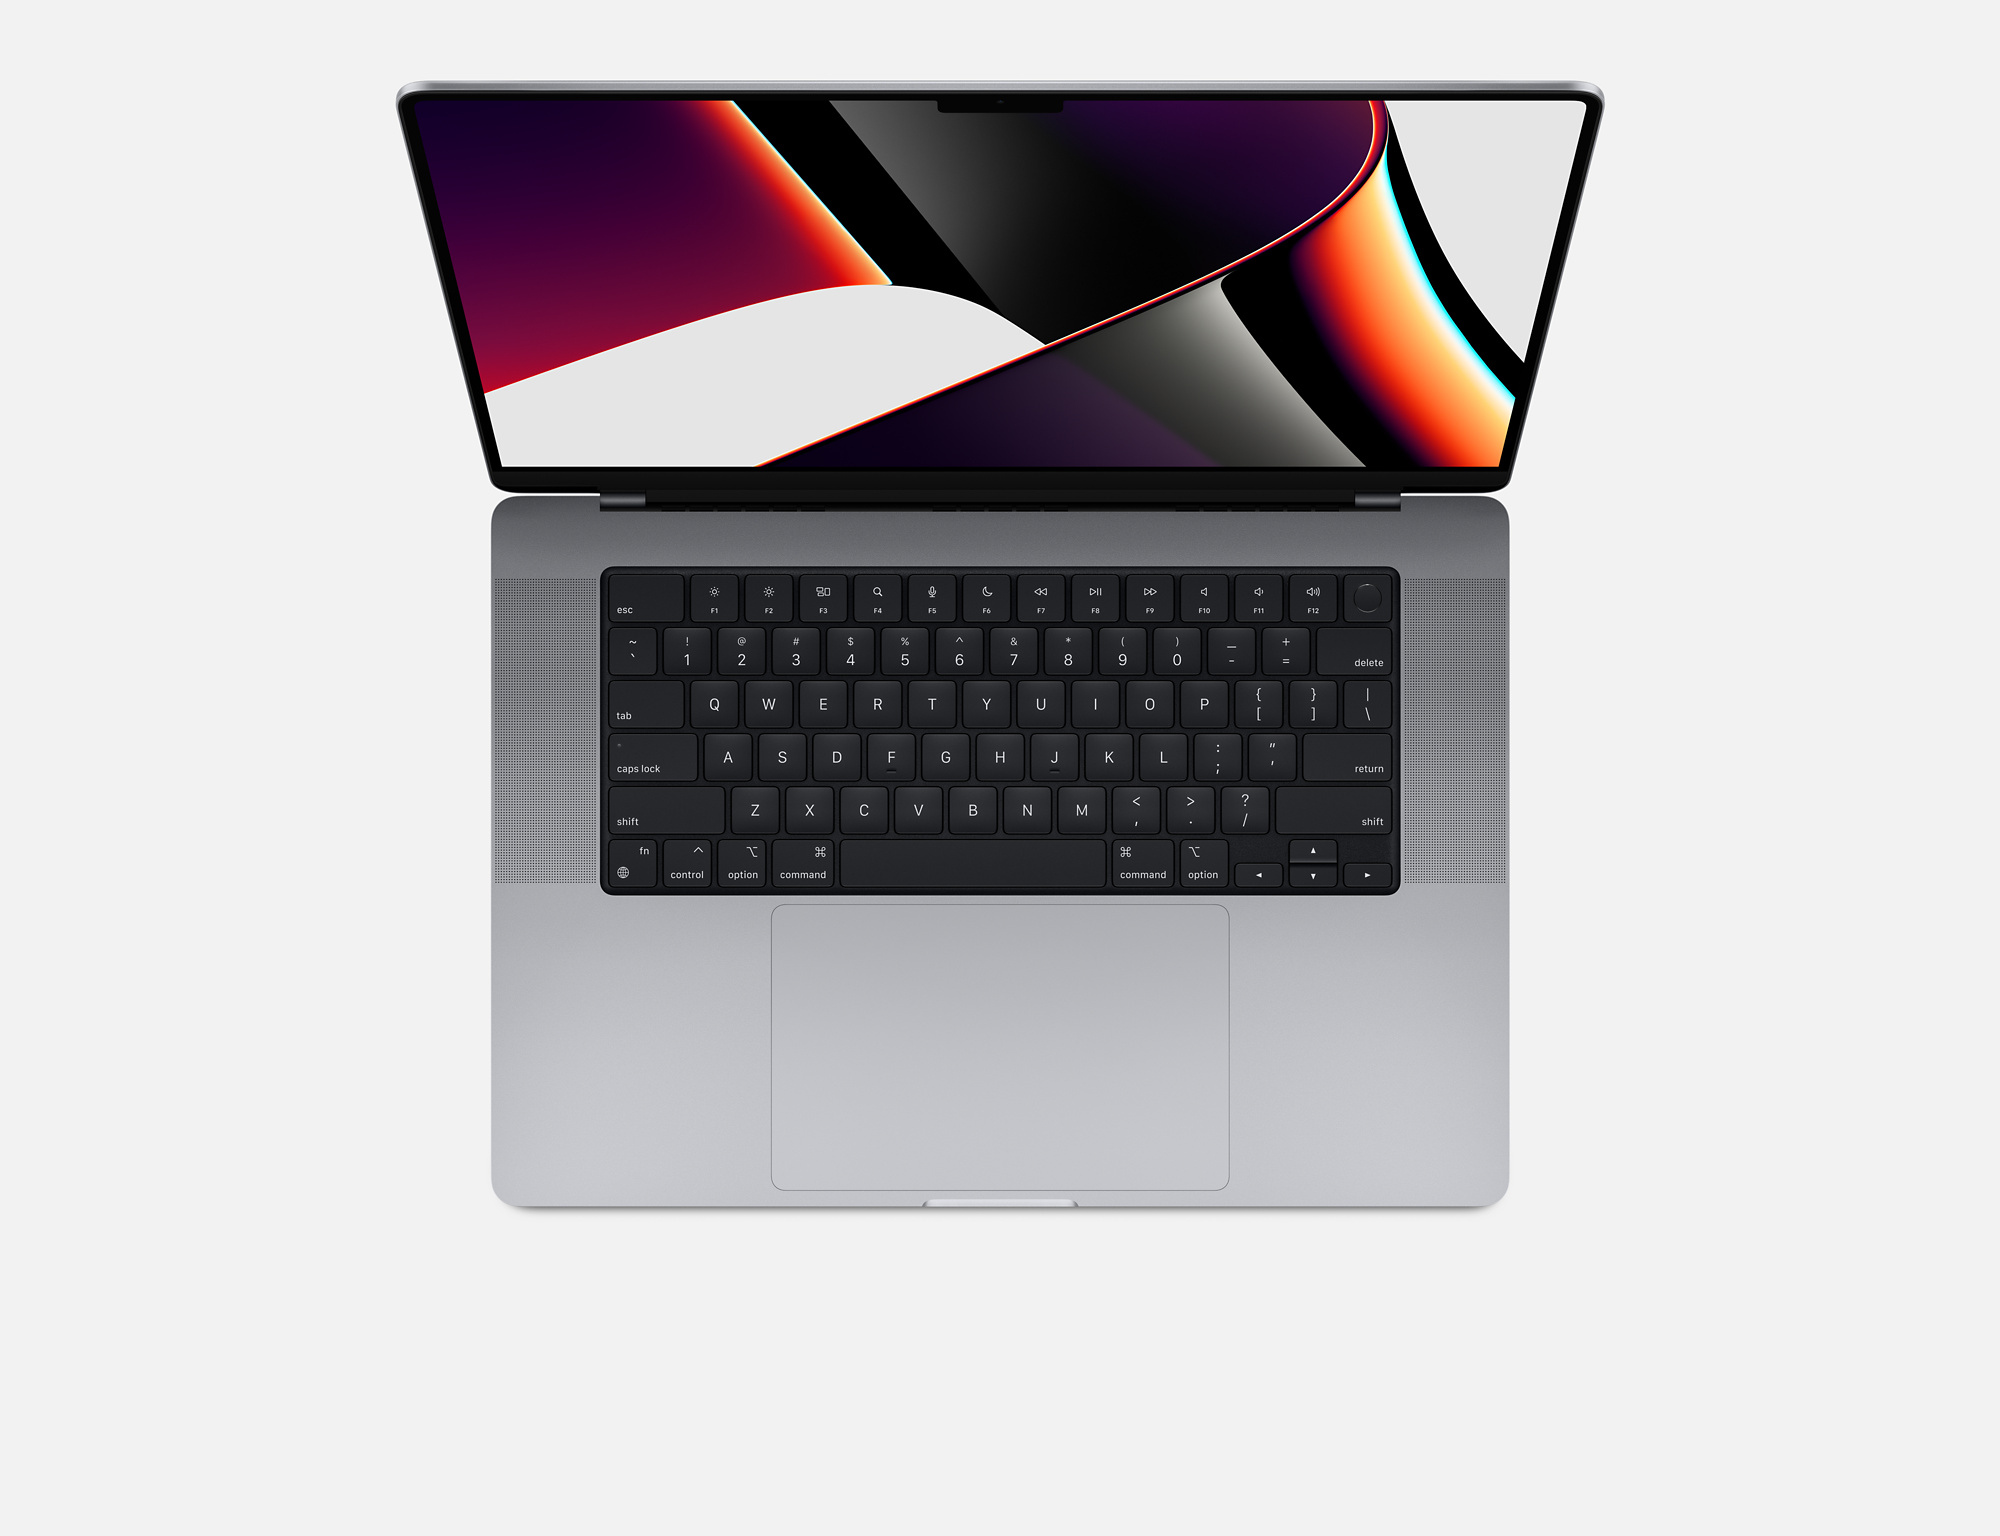 esc F1 F2 F3 F4 F5 F6 F7 F8 F9 F10 F11 F12
~ ! @ # $ % ^ & * ( ) _ +
` 1 2 3 4 5 6 7 8 9 0 - = delete
tab Q W E R T Y U I O P { } |
[ ] \
caps lock A S D F G H J K L : "
; ' return
shift Z X C V B N M < > ?
, . / shift
fn ^ ⌥ ⌘ ⌘ ⌥
control option command command option